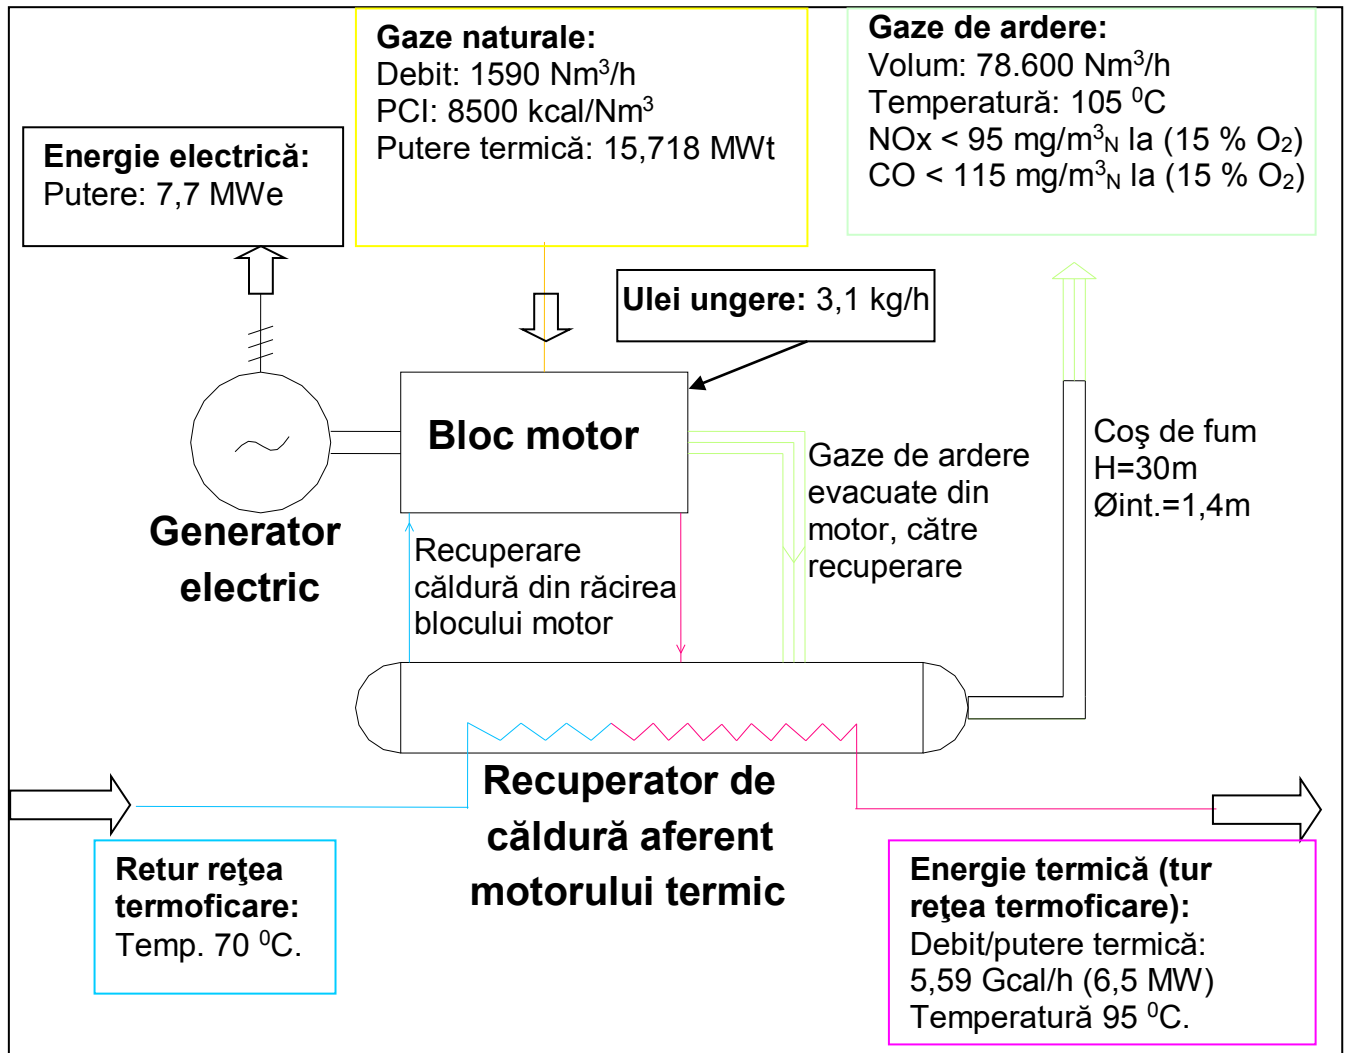 Gaze naturale:
Debit: 1590 Nm³/h
PCI: 8500 kcal/Nm³
Putere termică: 15,718 MWt
Gaze de ardere:
Volum: 78.600 Nm³/h
Temperatură: 105 ⁰C
NOx < 95 mg/m³N la (15 % O₂)
CO < 115 mg/m³N la (15 % O₂)
Energie electrică:
Putere: 7,7 MWe
Ulei ungere: 3,1 kg/h
Bloc motor
Generator
electric
Recuperare
căldură din răcirea
blocului motor
Gaze de ardere
evacuate din
motor, către
recuperare
Coş de fum
H=30m
Øint.=1,4m
Recuperator de
căldură aferent
motorului termic
Retur reţea
termoficare:
Temp. 70 ⁰C.
Energie termică (tur
reţea termoficare):
Debit/putere termică:
5,59 Gcal/h (6,5 MW)
Temperatură 95 ⁰C.